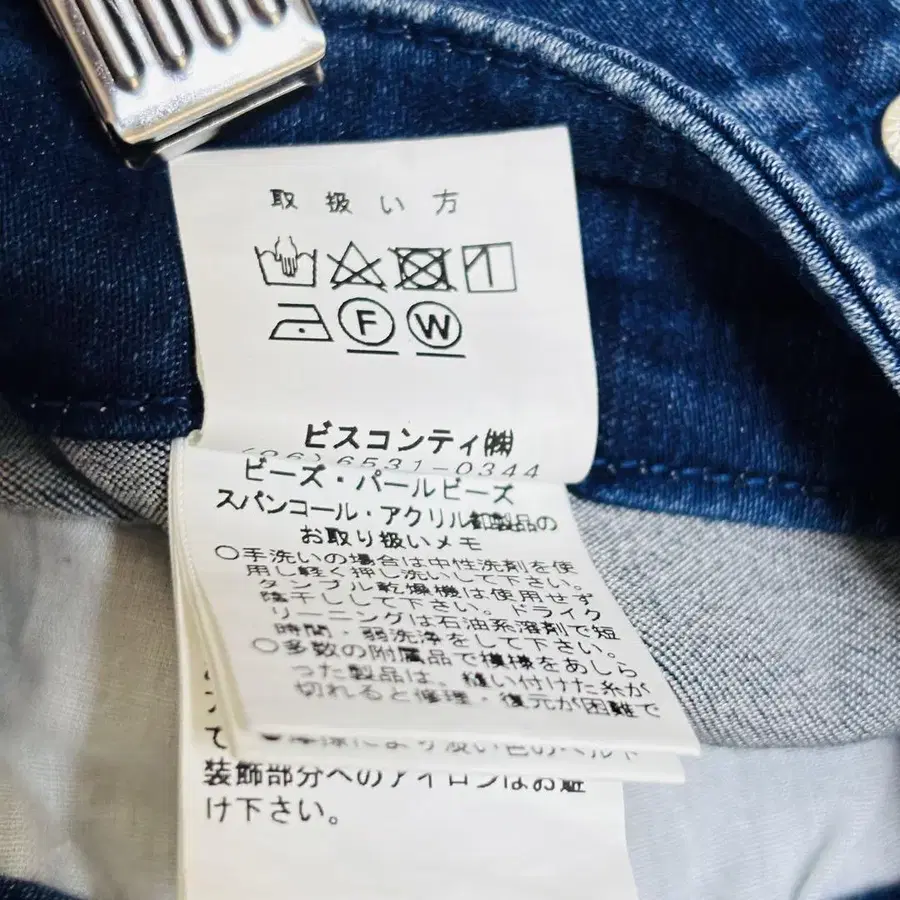 取扱い方
F W
ビスコンティ㈱
(06)6531-0344
ビーズ・パールビーズ
スパンコール・アクリル釦製品の
お取り扱いメモ
○手洗いの場合は中性洗剤を使
用し軽く押し洗いして下さい。
タンブル乾燥機は使用せず
陰干しして下さい。ドライク
リーニングは石油系溶剤で短
時間・弱洗浄をして下さい。
○多数の附属品で模様をあしら
った製品は、縫い付けた糸が
切れると修理・復元が困難で
て
装飾部分へのアイロンはお避
け下さい。